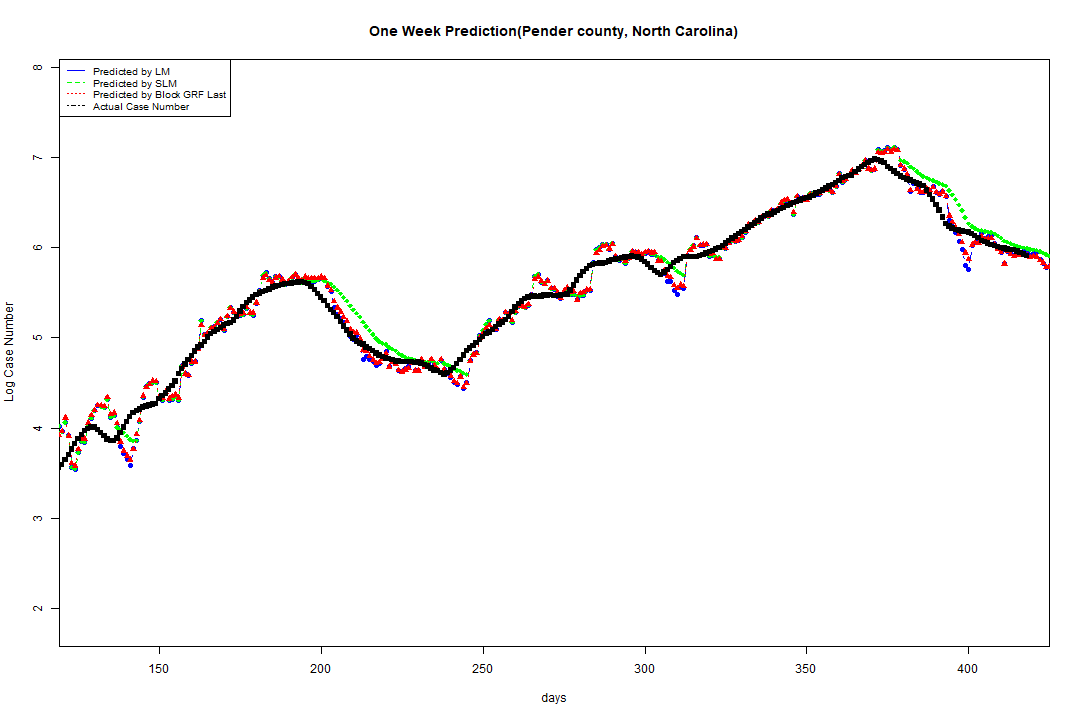 One Week Prediction(Pender county, North Carolina)
Predicted by LM
Predicted by SLM
Predicted by Block GRF Last
Actual Case Number
8
7
6
5
4
3
2
Log Case Number
150 200 250 300 350 400
days